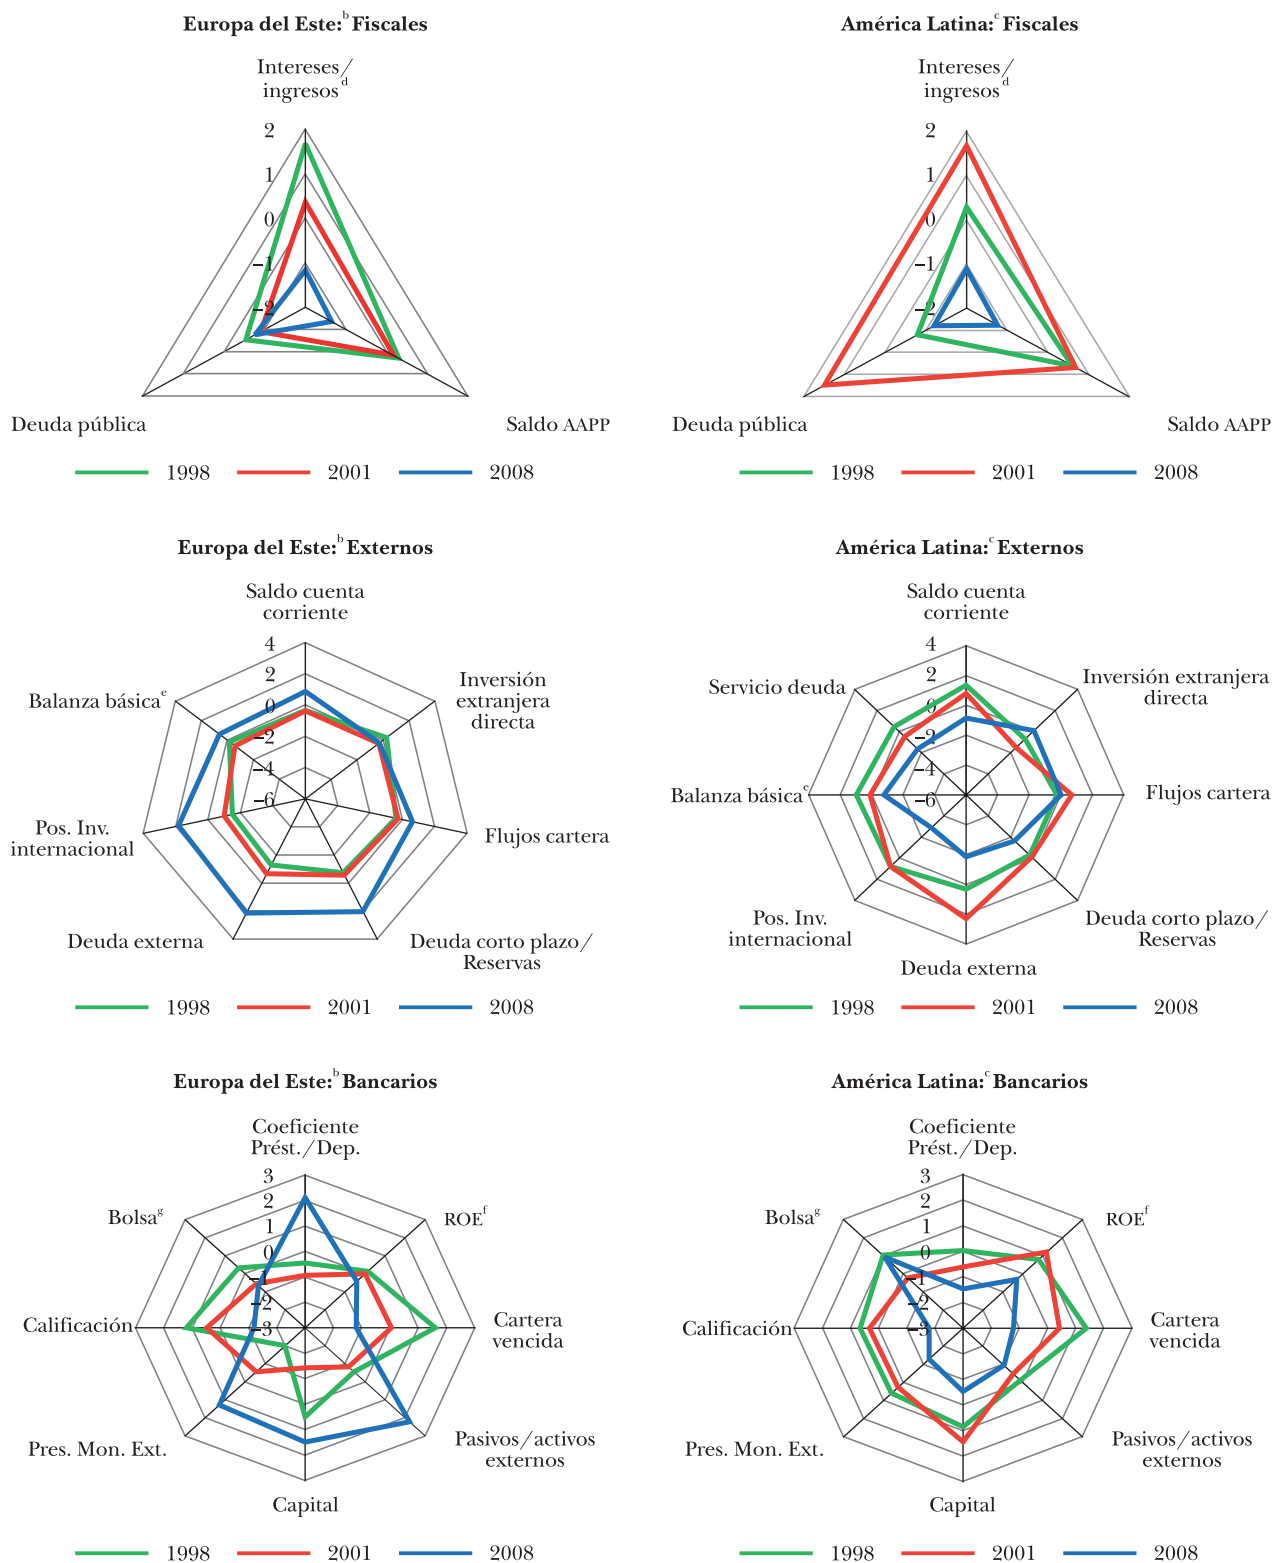 Europa del Este:b Fiscales
Intereses/
ingresosd
2
1
0
–1
–2
Deuda pública
Saldo AAPP
1998
2001
2008
América Latina:c Fiscales
Intereses/
ingresosd
2
1
0
–1
–2
Deuda pública
Saldo AAPP
1998
2001
2008
Europa del Este:b Externos
Saldo cuenta
corriente
4
2
0
–2
–4
–6
Inversión
extranjera
directa
Balanza básicae
Flujos cartera
Pos. Inv.
internacional
Deuda externa
Deuda corto plazo/
Reservas
1998
2001
2008
América Latina:c Externos
Saldo cuenta
corriente
4
2
0
–2
–4
–6
Inversión extranjera
directa
Servicio deuda
Balanza básicae
Flujos cartera
Pos. Inv.
internacional
Deuda corto plazo/
Reservas
Deuda externa
1998
2001
2008
Europa del Este:b Bancarios
Coeficiente
Prést./Dep.
3
2
1
0
–1
–2
–3
Bolsag
ROEf
Calificación
Cartera
vencida
Pres. Mon. Ext.
Pasivos/activos
externos
Capital
1998
2001
2008
América Latina:c Bancarios
Coeficiente
Prést./Dep.
3
2
1
0
–1
–2
–3
Bolsag
ROEf
Calificación
Cartera
vencida
Pres. Mon. Ext.
Pasivos/activos
externos
Capital
1998
2001
2008